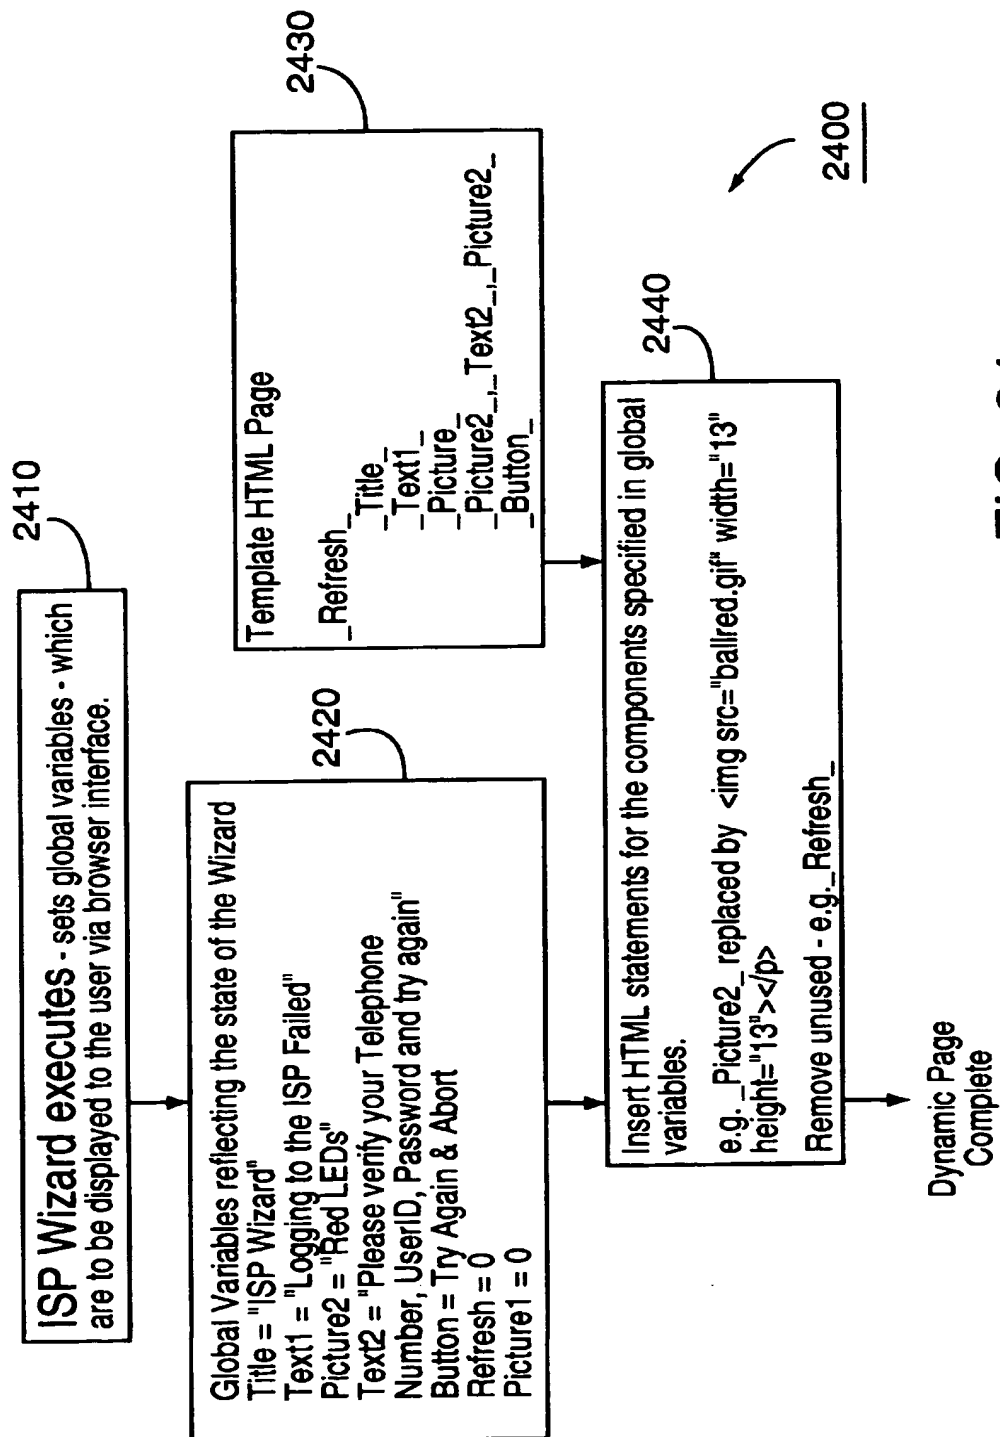 2410
ISP Wizard executes - sets global variables - which
are to be displayed to the user via browser interface.
2420
Global Variables reflecting the state of the Wizard
Title = "ISP Wizard"
Text1 = "Logging to the ISP Failed"
Picture2 = "Red LEDs"
Text2 = "Please verify your Telephone
Number, UserID, Password and try again"
Button = Try Again & Abort
Refresh = 0
Picture1 = 0
2430
Template HTML Page
_Refresh_
_Title_
_Text1_
_Picture_
_Picture2_,_Text2_,_Picture2_
_Button_
2440
Insert HTML statements for the components specified in global
variables.
e.g. _Picture2_ replaced by <img src="ballred.gif" width="13"
height="13"></p>
Remove unused - e.g._Refresh_
Dynamic Page
Complete
2400